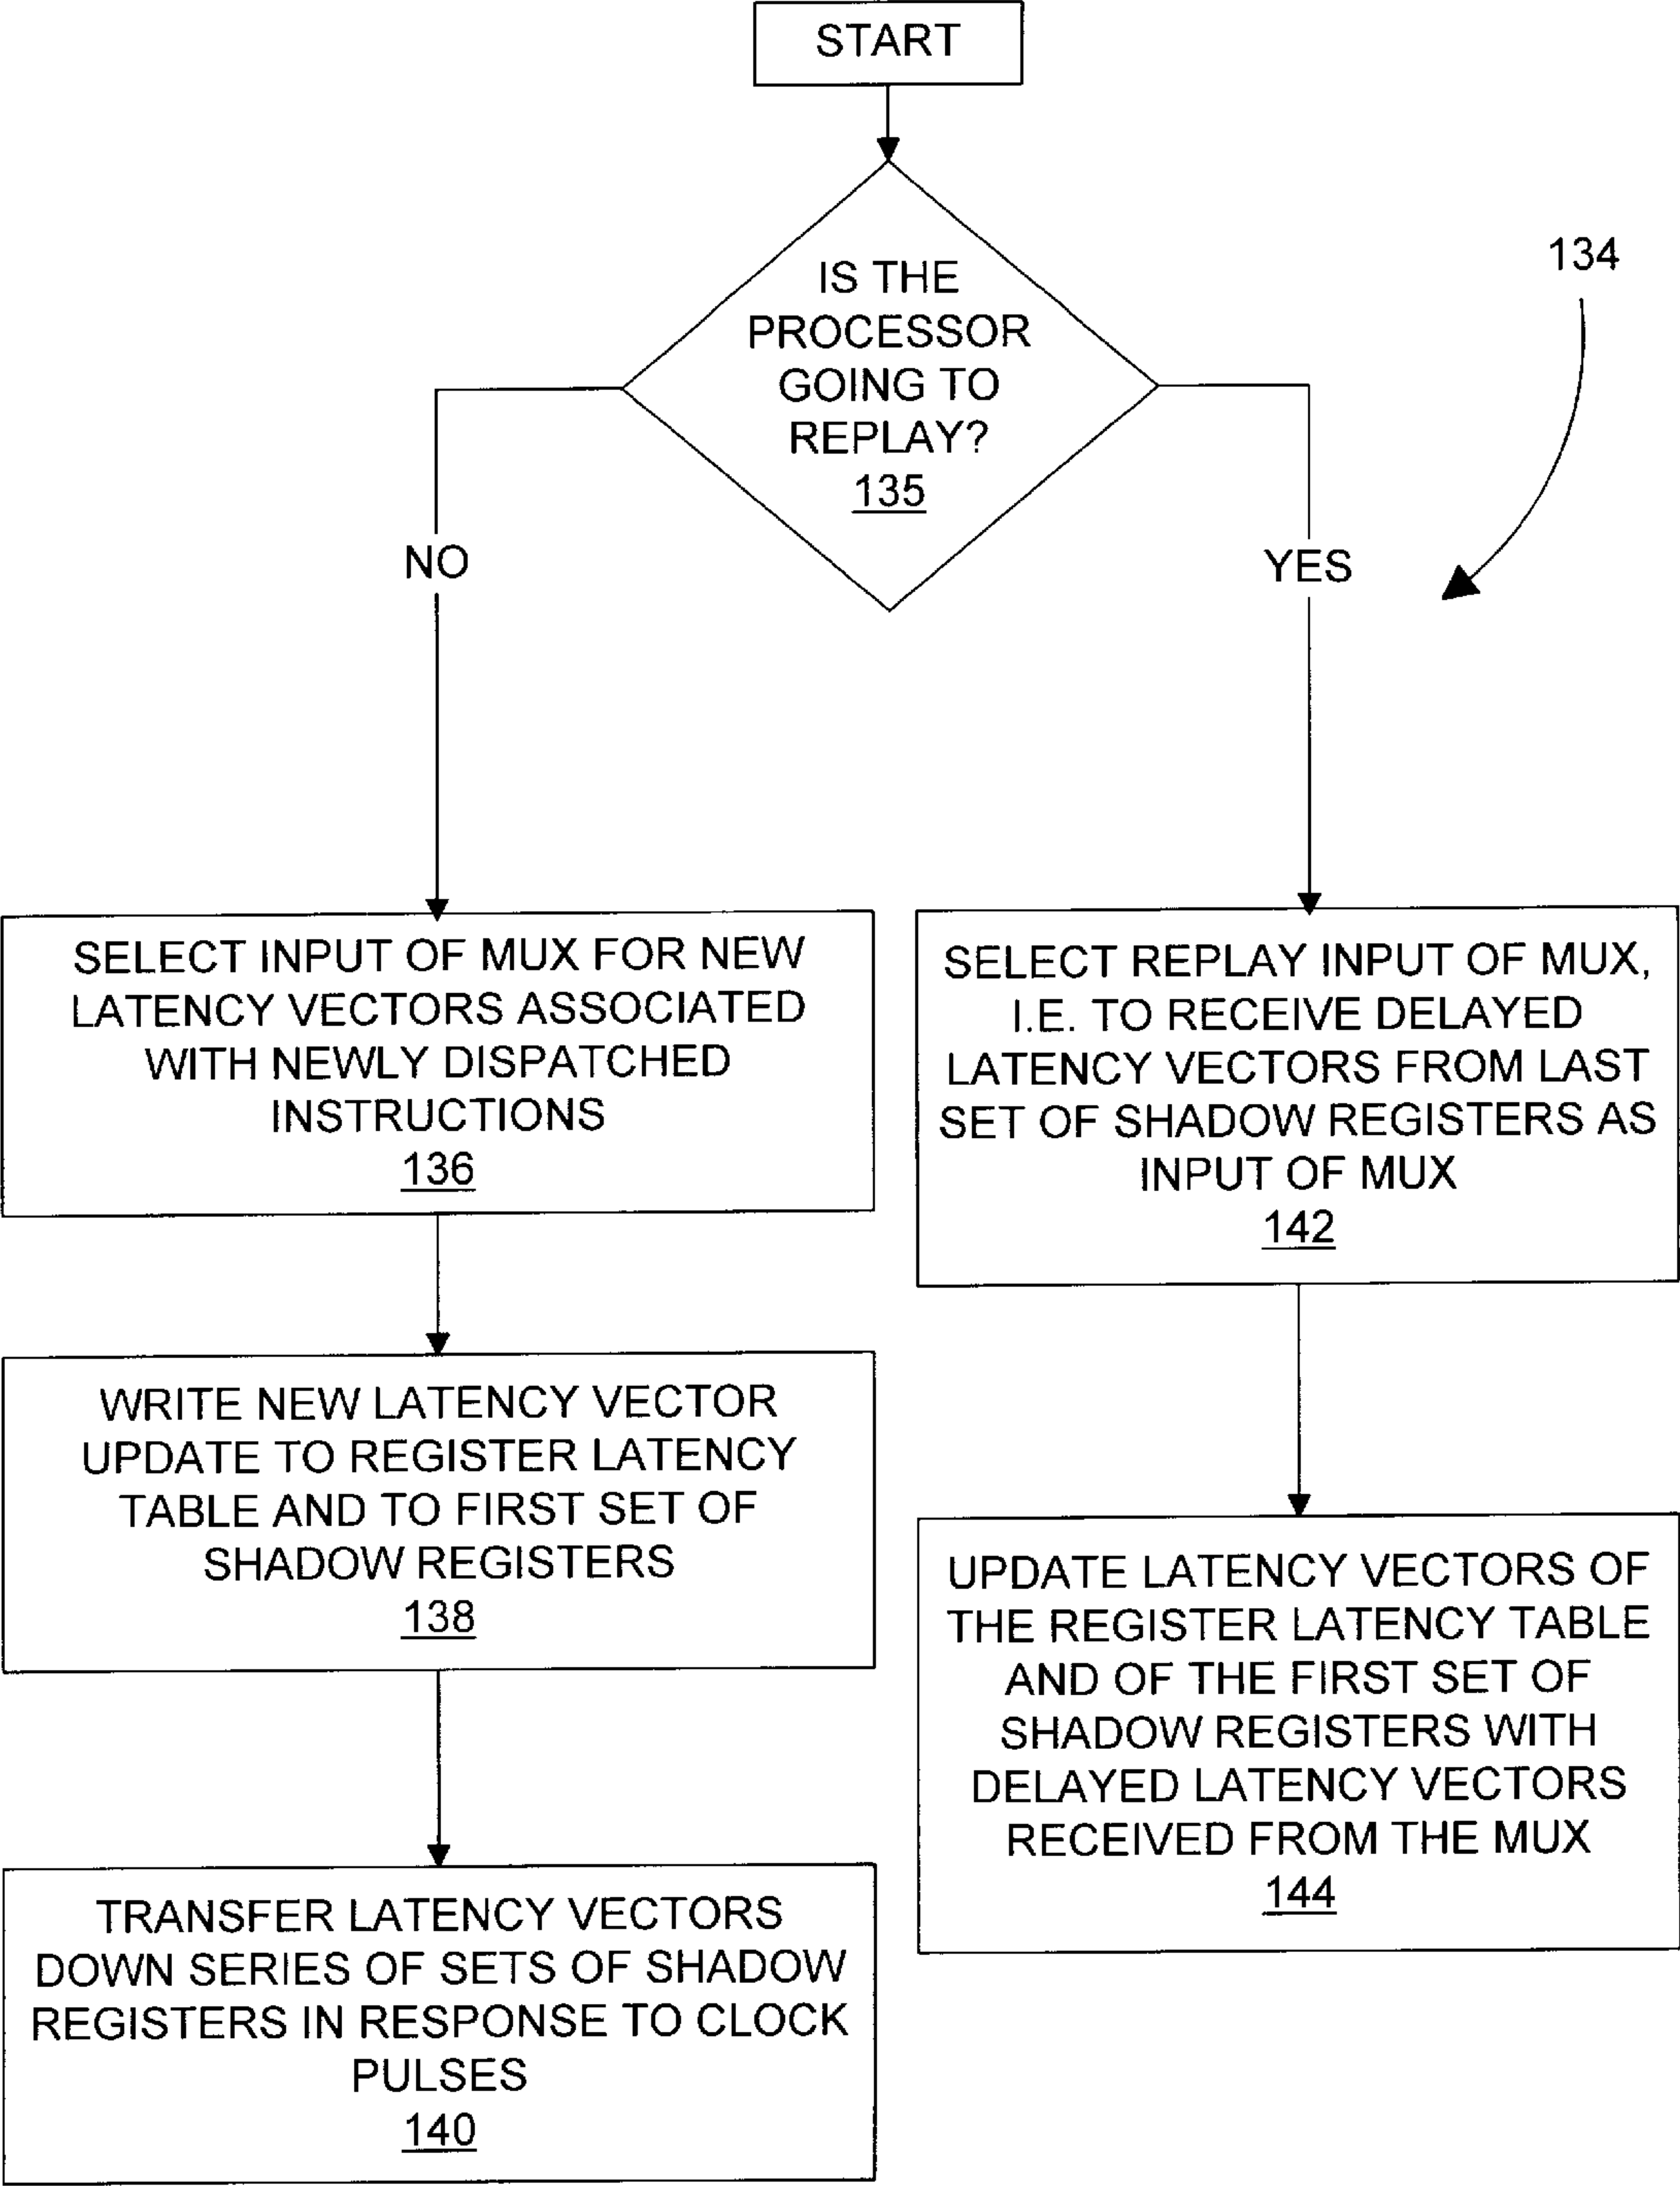 START
IS THE
PROCESSOR
GOING TO
REPLAY?
135
134
NO
YES
SELECT INPUT OF MUX FOR NEW
LATENCY VECTORS ASSOCIATED
WITH NEWLY DISPATCHED
INSTRUCTIONS
136
WRITE NEW LATENCY VECTOR
UPDATE TO REGISTER LATENCY
TABLE AND TO FIRST SET OF
SHADOW REGISTERS
138
TRANSFER LATENCY VECTORS
DOWN SERIES OF SETS OF SHADOW
REGISTERS IN RESPONSE TO CLOCK
PULSES
140
SELECT REPLAY INPUT OF MUX,
I.E. TO RECEIVE DELAYED
LATENCY VECTORS FROM LAST
SET OF SHADOW REGISTERS AS
INPUT OF MUX
142
UPDATE LATENCY VECTORS OF
THE REGISTER LATENCY TABLE
AND OF THE FIRST SET OF
SHADOW REGISTERS WITH
DELAYED LATENCY VECTORS
RECEIVED FROM THE MUX
144